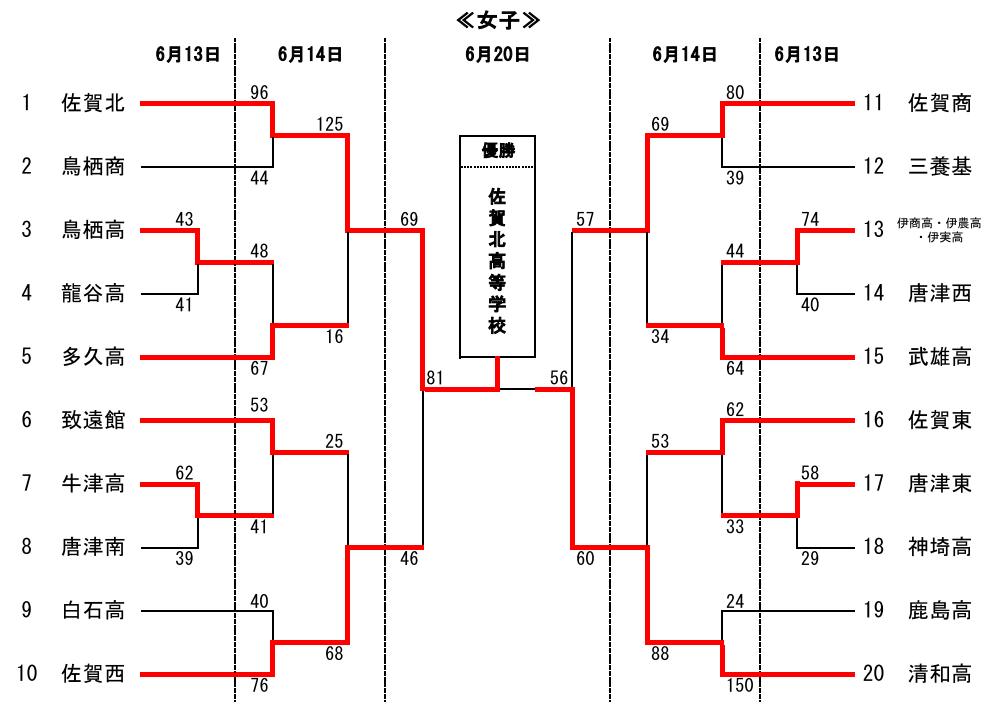 ≪女子≫
6月13日 6月14日 6月20日 6月14日 6月13日
96 80
1 佐賀北 11 佐賀商
125 69
優勝
2 鳥栖商 12 三養基
44 39
佐賀北高等学校
43 69 57 74
3 鳥栖高 13 伊商高・伊農高
・伊実高
48 44
4 龍谷高 14 唐津西
41 40
16 34
5 多久高 15 武雄高
67 64
81 56
53 62
6 致遠館 16 佐賀東
25 53
62 58
7 牛津高 17 唐津東
41 33
8 唐津南 18 神埼高
39 46 60 29
40 24
9 白石高 19 鹿島高
68 88
10 佐賀西 20 清和高
76 150